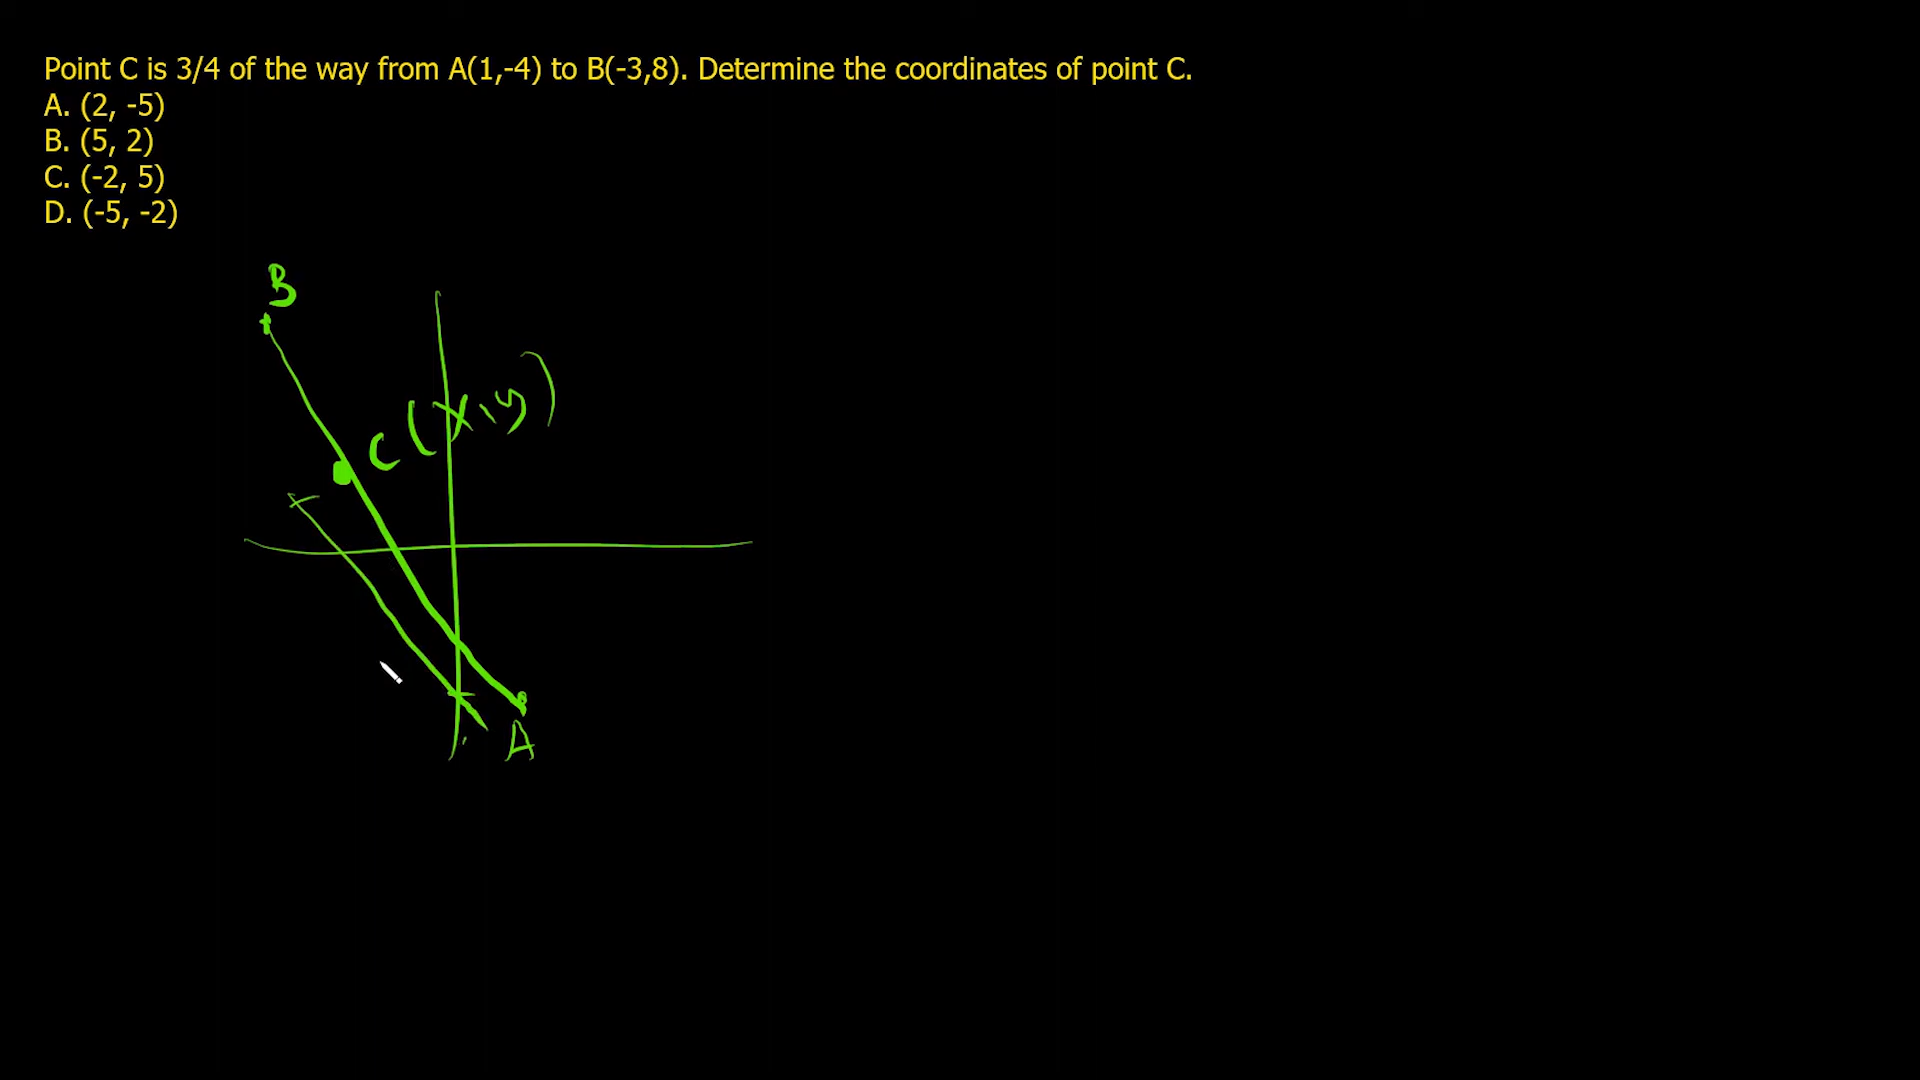 Point C is 3/4 of the way from A(1,-4) to B(-3,8). Determine the coordinates of point C.
A. (2, -5)
B. (5, 2)
C. (-2, 5)
D. (-5, -2)
B
C(x,y)
A